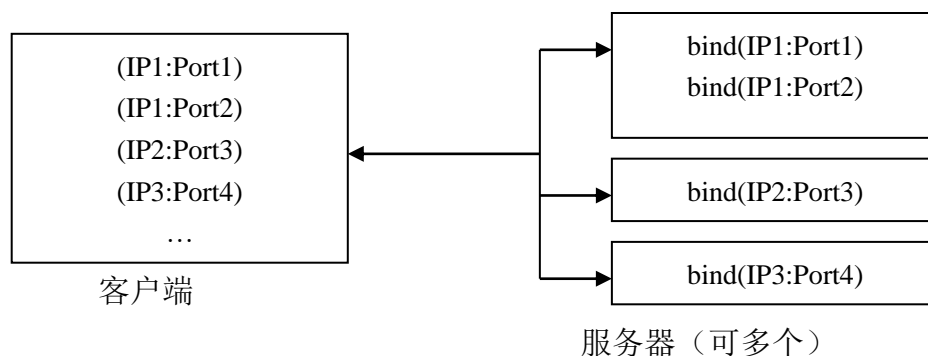 (IP1:Port1)
(IP1:Port2)
(IP2:Port3)
(IP3:Port4)
…
客户端
bind(IP1:Port1)
bind(IP1:Port2)
bind(IP2:Port3)
bind(IP3:Port4)
服务器（可多个）